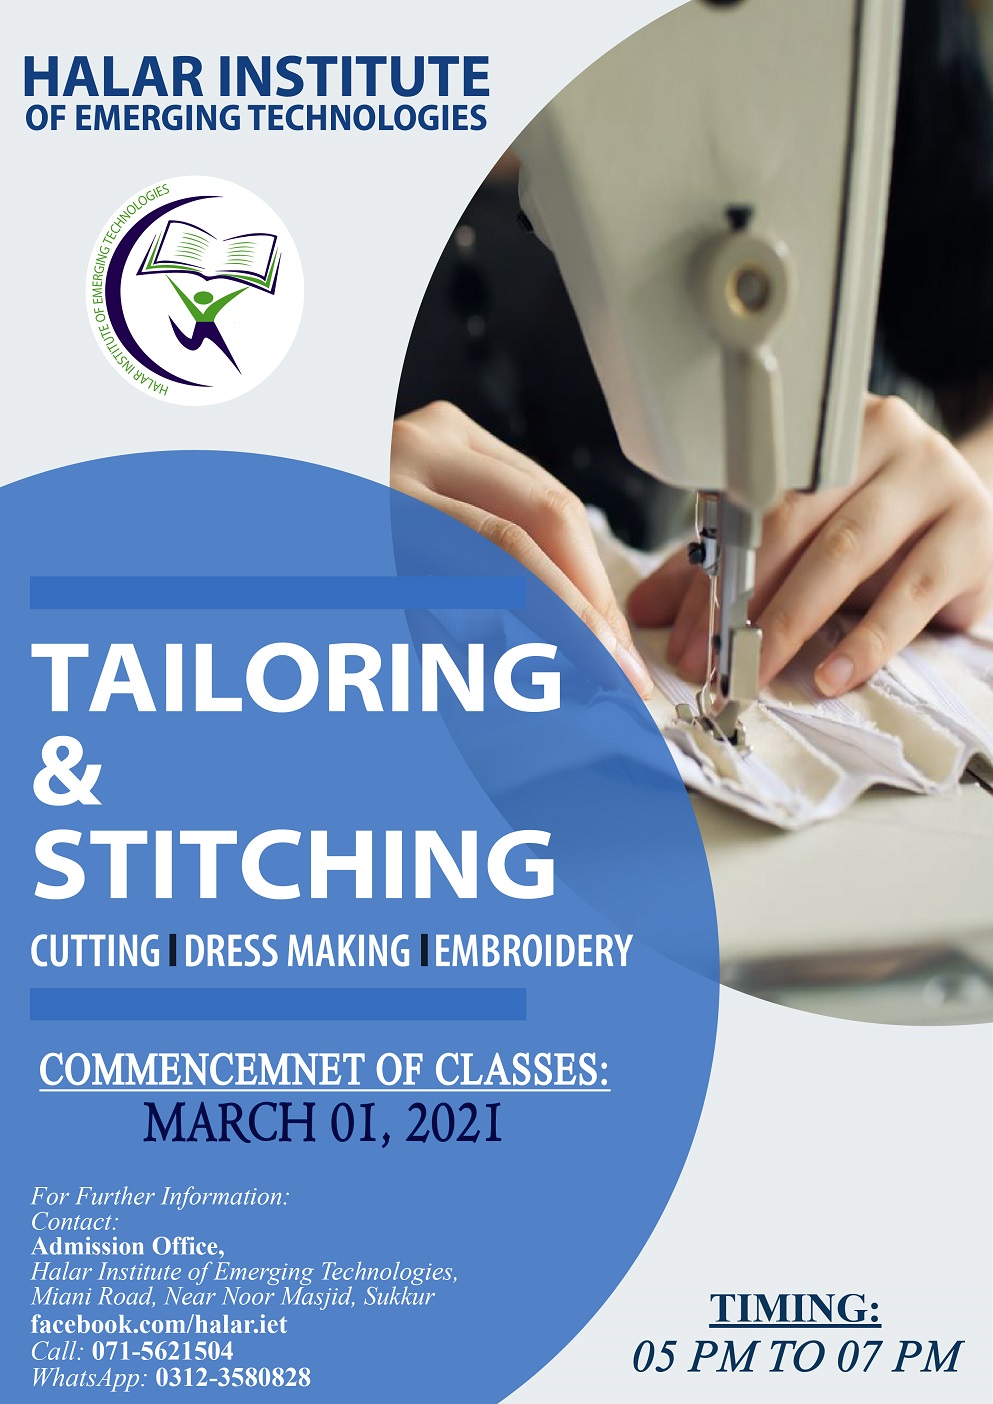 HALAR INSTITUTE
OF EMERGING TECHNOLOGIES
HALAR INSTITUTE OF EMERGING TECHNOLOGIES
TAILORING
&
STITCHING
CUTTING | DRESS MAKING | EMBROIDERY
COMMENCEMNET OF CLASSES:
MARCH 01, 2021
For Further Information:
Contact:
Admission Office,
Halar Institute of Emerging Technologies,
Miani Road, Near Noor Masjid, Sukkur
facebook.com/halar.iet
Call: 071-5621504
WhatsApp: 0312-3580828
TIMING:
05 PM TO 07 PM